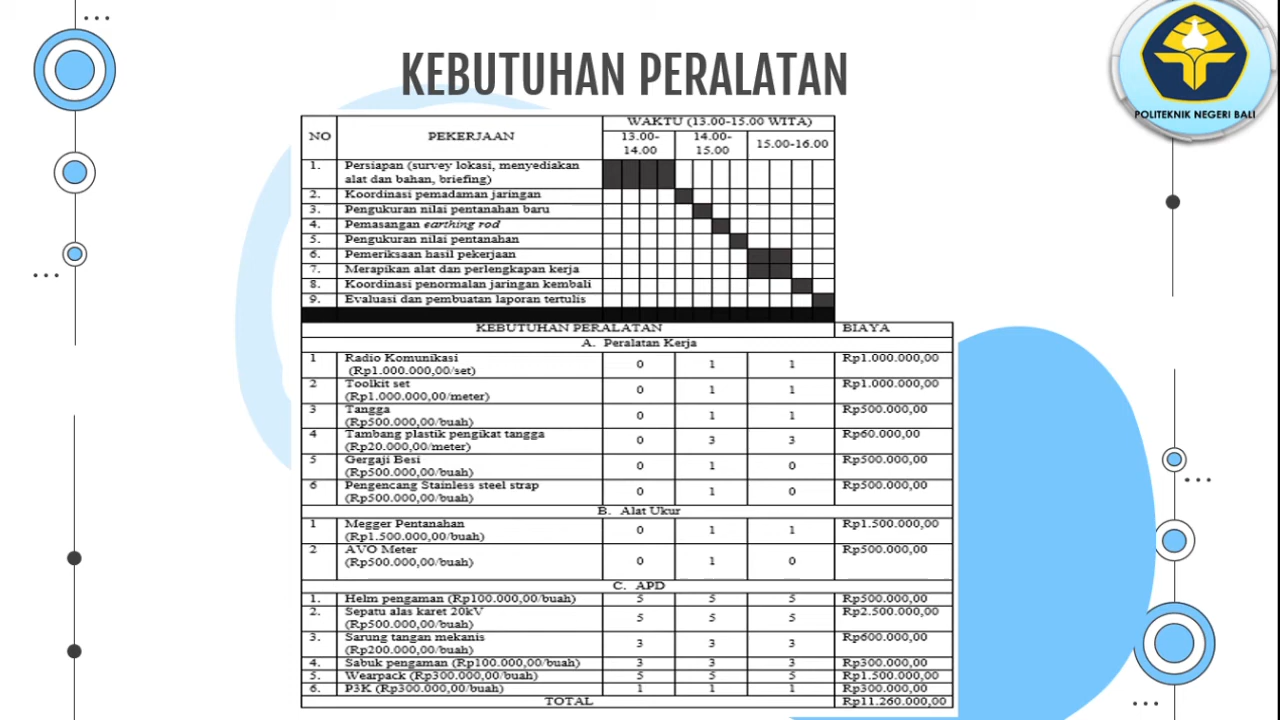 KEBUTUHAN PERALATAN
POLITEKNIK NEGERI BALI
NO PEKERJAAN WAKTU (13.00-15.00 WITA)
13.00-14.00 14.00-15.00 15.00-16.00
1. Persiapan (survey lokasi, menyediakan
alat dan bahan, briefing)
2. Koordinasi pemadaman jaringan
3. Pengukuran nilai pentanahan baru
4. Pemasangan earthing rod
5. Pengukuran nilai pentanahan
6. Pemeriksaan hasil pekerjaan
7. Merapikan alat dan perlengkapan kerja
8. Koordinasi penormalan jaringan kembali
9. Evaluasi dan pembuatan laporan tertulis
KEBUTUHAN PERALATAN BIAYA
A. Peralatan Kerja
1 Radio Komunikasi 0 1 1 Rp1.000.000,00
(Rp1.000.000,00/set)
2 Toolkit set 0 1 1 Rp1.000.000,00
(Rp1.000.000,00/meter)
3 Tangga 0 1 1 Rp500.000,00
(Rp500.000,00/buah)
4 Tambang plastik pengikat tangga 0 3 3 Rp60.000,00
(Rp20.000,00/meter)
5 Gergaji Besi 0 1 0 Rp500.000,00
(Rp500.000,00/buah)
6 Pengencang Stainless steel strap 0 1 0 Rp500.000,00
(Rp500.000,00/buah)
B. Alat Ukur
1 Megger Pentanahan 0 1 1 Rp1.500.000,00
(Rp1.500.000,00/buah)
2 AVO Meter 0 1 0 Rp500.000,00
(Rp500.000,00/buah)
C. APD
1. Helm pengaman (Rp100.000,00/buah) 5 5 5 Rp500.000,00
2. Sepatu alas karet 20kV 5 5 5 Rp2.500.000,00
(Rp500.000,00/buah)
3. Sarung tangan mekanis 3 3 3 Rp600.000,00
(Rp200.000,00/buah)
4. Sabuk pengaman (Rp100.000,00/buah) 3 3 3 Rp300.000,00
5. Wearpack (Rp300.000,00/buah) 5 5 5 Rp1.500.000,00
6. P3K (Rp300.000,00/buah) 1 1 1 Rp300.000,00
TOTAL Rp11.260.000,00